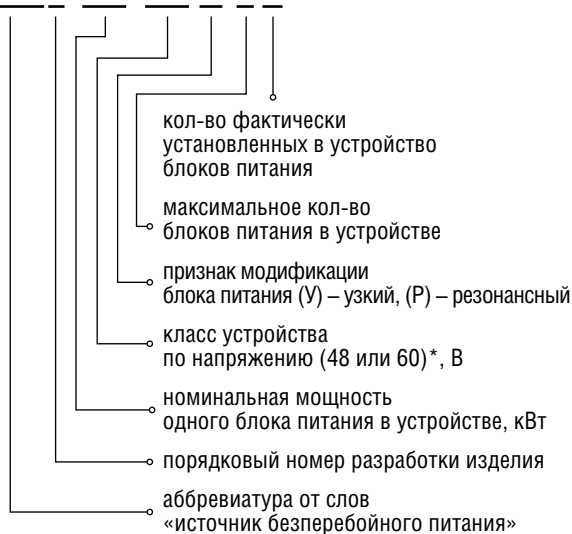 кол-во фактически
установленных в устройство
блоков питания
максимальное кол-во
блоков питания в устройстве
признак модификации
блока питания (У) – узкий, (Р) – резонансный
класс устройства
по напряжению (48 или 60)*, В
номинальная мощность
одного блока питания в устройстве, кВт
порядковый номер разработки изделия
аббревиатура от слов
«источник безперебойного питания»